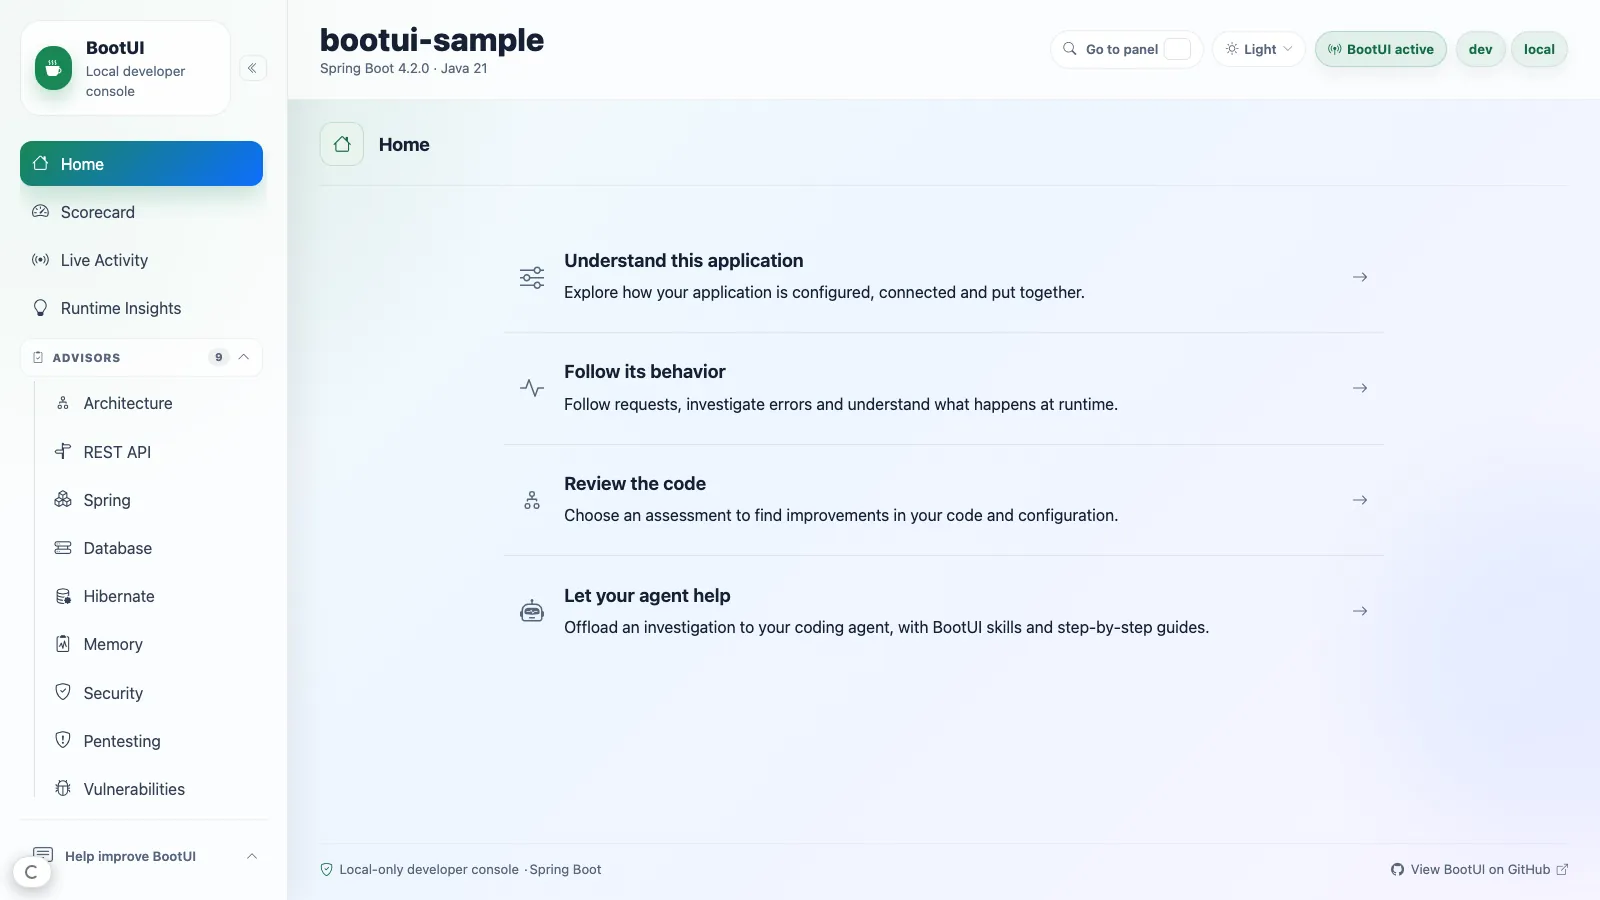 BootUI
Local developer
console
Home
Scorecard
Live Activity
Runtime Insights
ADVISORS 9
Architecture
REST API
Spring
Database
Hibernate
Memory
Security
Pentesting
Vulnerabilities
Help improve BootUI
C
bootui-sample
Spring Boot 4.2.0 · Java 21
Go to panel
Light
BootUI active
dev
local
Home
Understand this application
Explore how your application is configured, connected and put together.
Follow its behavior
Follow requests, investigate errors and understand what happens at runtime.
Review the code
Choose an assessment to find improvements in your code and configuration.
Let your agent help
Offload an investigation to your coding agent, with BootUI skills and step-by-step guides.
Local-only developer console · Spring Boot
View BootUI on GitHub